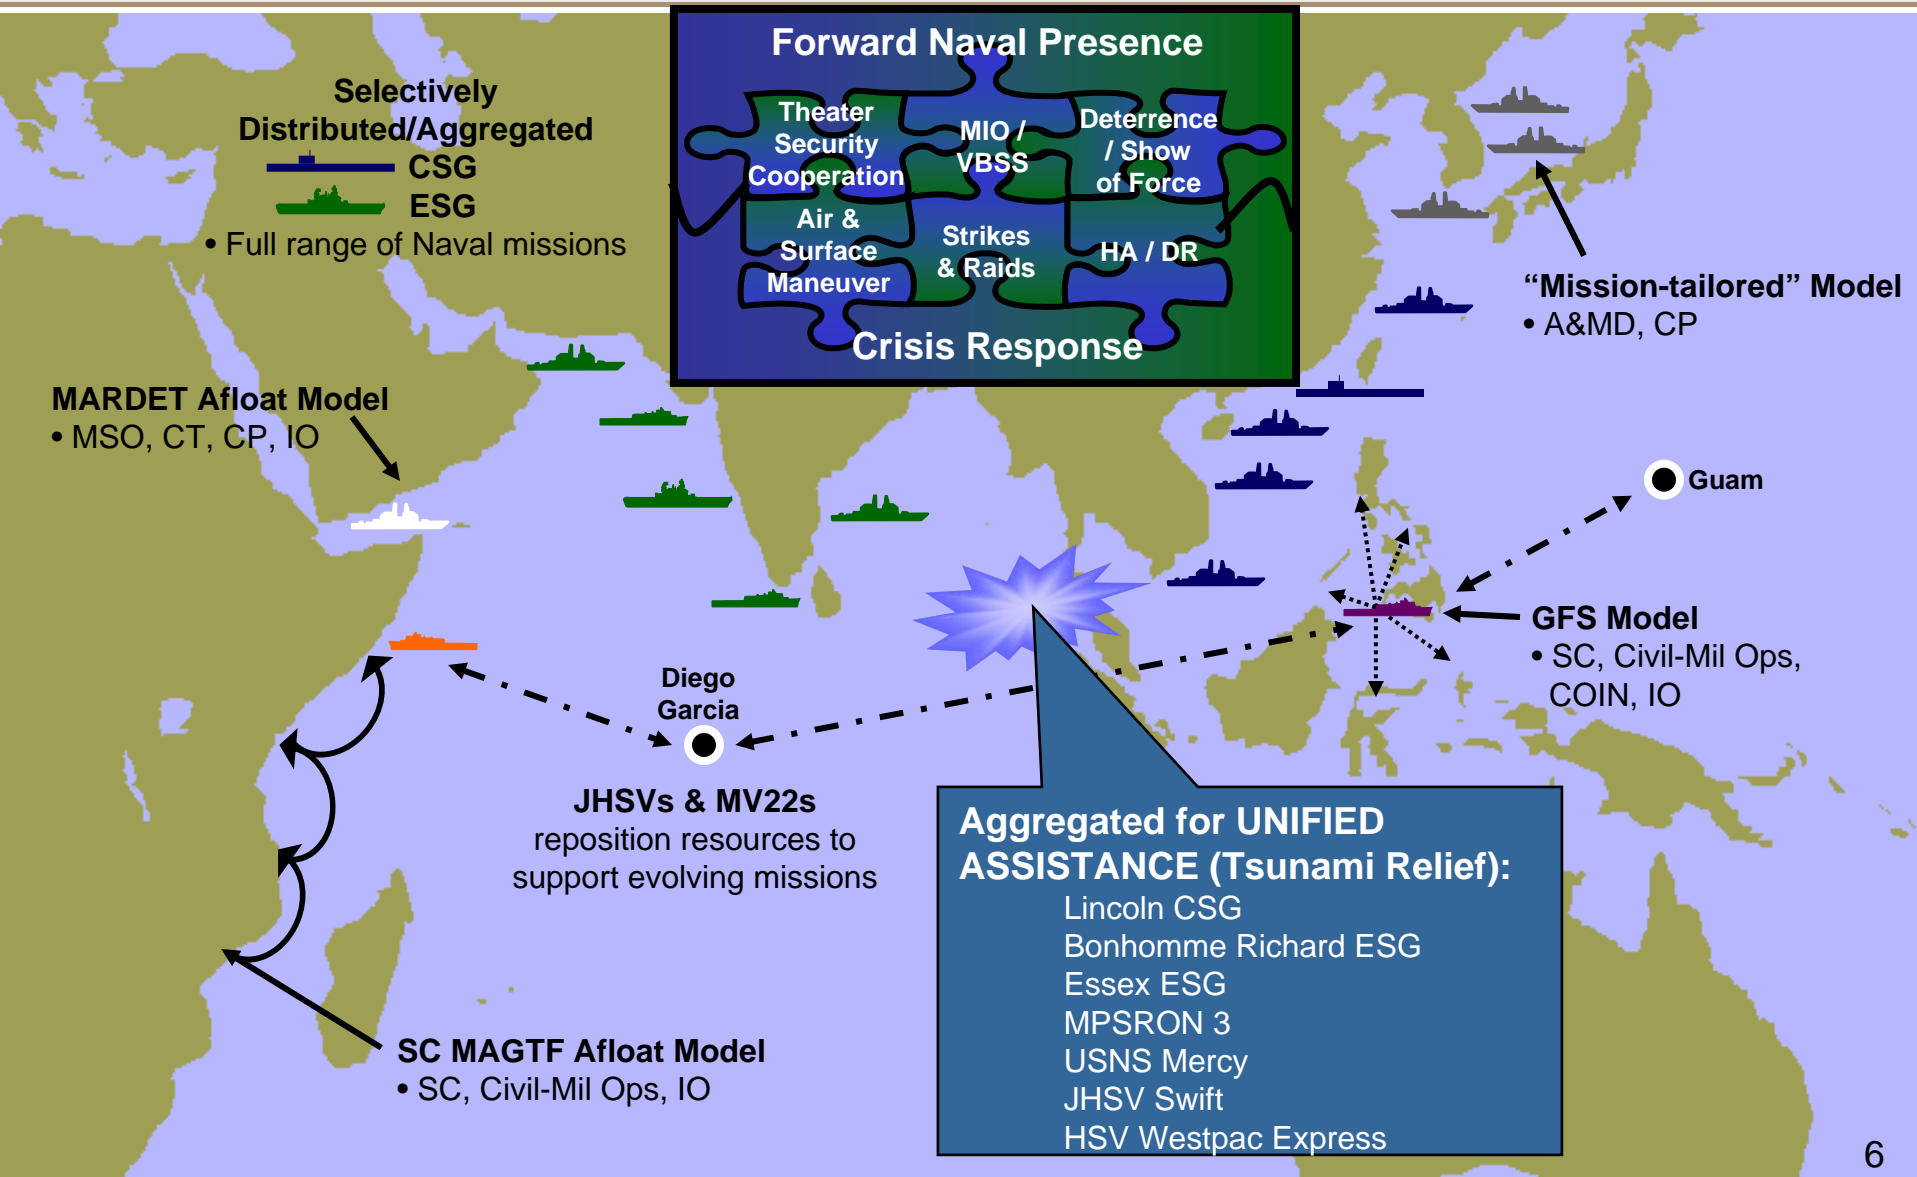 Forward Naval Presence
Theater
Security
Cooperation
MIO /
VBSS
Deterrence
/ Show
of Force
Air &
Surface
Maneuver
Strikes
& Raids
HA / DR
Crisis Response
Selectively
Distributed/Aggregated
CSG
ESG
• Full range of Naval missions
“Mission-tailored” Model
• A&MD, CP
MARDET Afloat Model
• MSO, CT, CP, IO
Guam
GFS Model
• SC, Civil-Mil Ops,
COIN, IO
Diego
Garcia
JHSVs & MV22s
reposition resources to
support evolving missions
Aggregated for UNIFIED
ASSISTANCE (Tsunami Relief):
Lincoln CSG
Bonhomme Richard ESG
Essex ESG
MPSRON 3
USNS Mercy
JHSV Swift
HSV Westpac Express
SC MAGTF Afloat Model
• SC, Civil-Mil Ops, IO
6